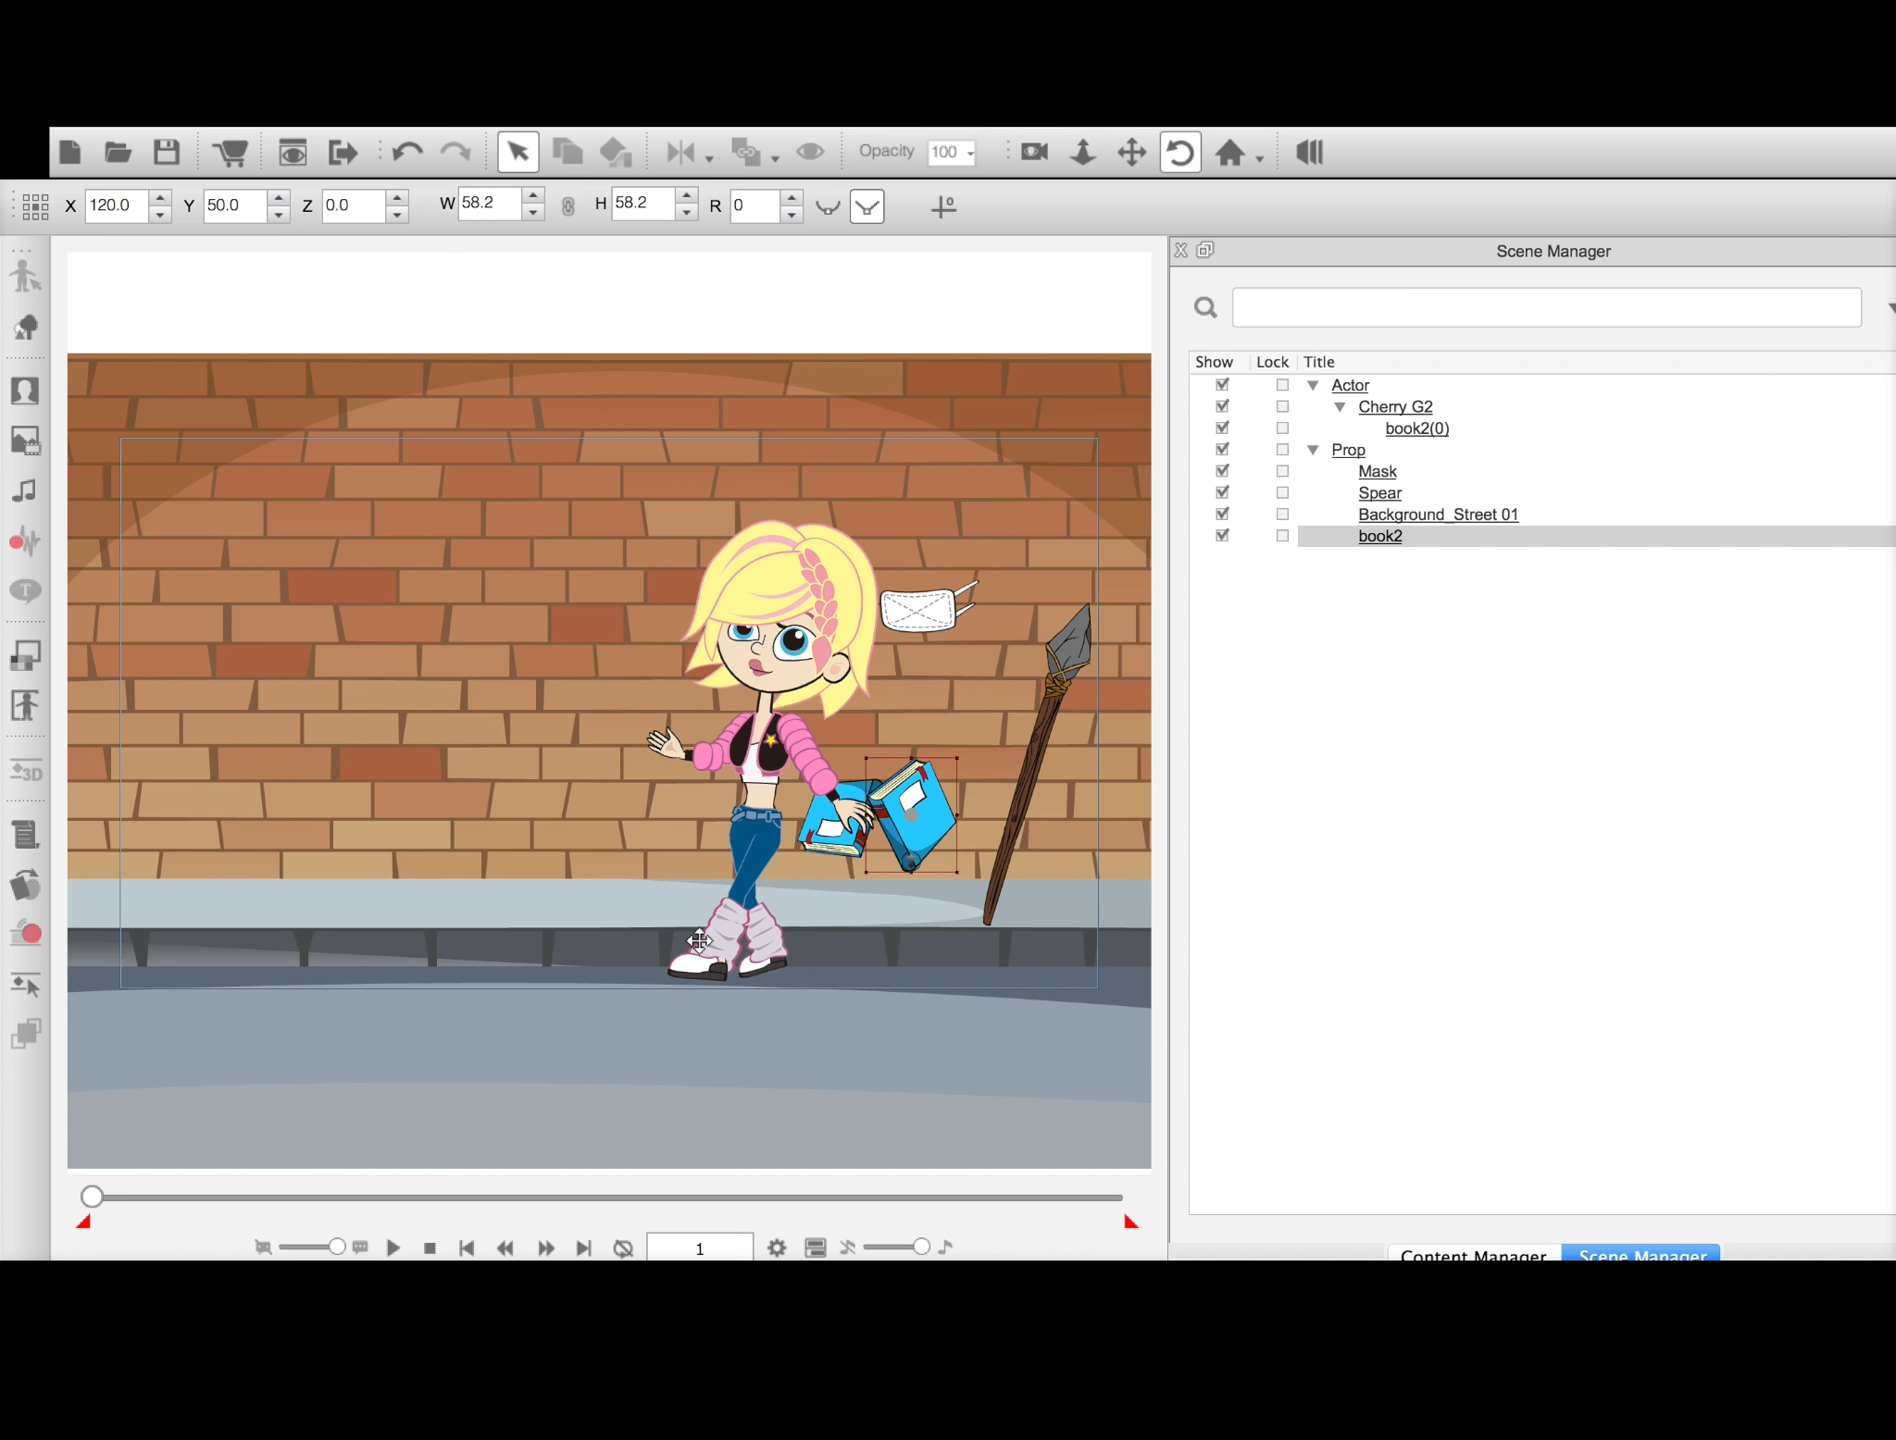 Opacity 100
X 120.0 Y 50.0 Z 0.0 W 58.2 H 58.2 R 0
Scene Manager
Show Lock Title
Actor
Cherry G2
book2(0)
Prop
Mask
Spear
Background_Street 01
book2
T
3D
1
Content Manager Scene Manager